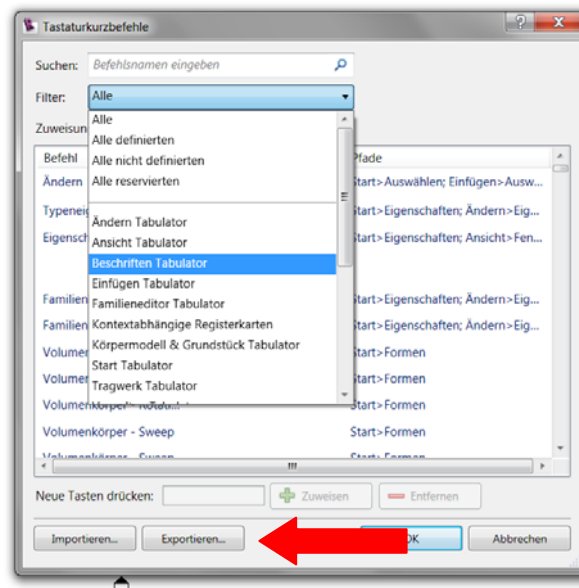 Tastaturkurzbefehle
Suchen: Befehlsnamen eingeben
Filter: Alle
Alle
Alle definierten
Alle nicht definierten
Alle reservierten
Ändern Tabulator
Ansicht Tabulator
Beschriften Tabulator
Einfügen Tabulator
Familieneditor Tabulator
Kontextabhängige Registerkarten
Körpermodell & Grundstück Tabulator
Start Tabulator
Tragwerk Tabulator
Zuweisun
Befehl Pfade
Ändern Start>Auswählen; Einfügen>Ausw...
Typeneig Start>Eigenschaften; Ändern>Eig...
Eigensch Start>Eigenschaften; Ansicht>Fen...
Familien Start>Eigenschaften; Ändern>Eig...
Familien Start>Eigenschaften; Ändern>Eig...
Volumen Start>Formen
Volumen Start>Formen
Volumenkörper - Start>Formen
Volumenkörper - Sweep Start>Formen
Start>Formen
Neue Tasten drücken: Zuweisen Entfernen
Importieren... Exportieren... OK Abbrechen